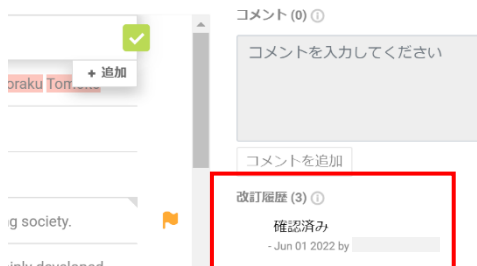 コメント (0)
コメントを入力してください
+ 追加
oraku
コメントを追加
改訂履歴 (3)
確認済み
g society.
- Jun 01 2022 by